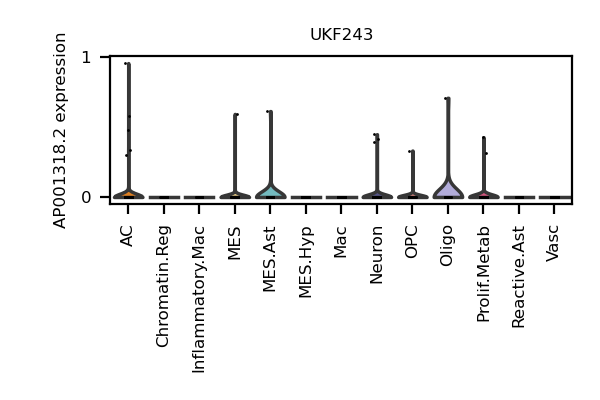 UKF243
AP001318.2 expression
1
0
AC
Chromatin.Reg
Inflammatory.Mac
MES
MES.Ast
MES.Hyp
Mac
Neuron
OPC
Oligo
Prolif.Metab
Reactive.Ast
Vasc